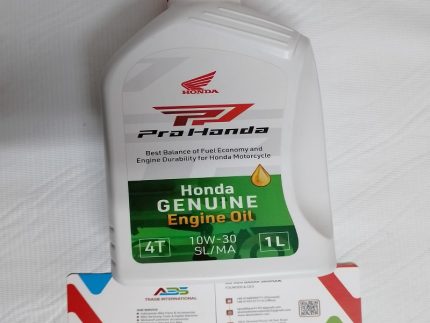 HONDA
Pro Honda
Best Balance of Fuel Economy and
Engine Durability for Honda Motorcycle
Honda
GENUINE
Engine Oil
4T
10W-30
SL/MA
1L
ABS
TRADE INTERNATIONAL